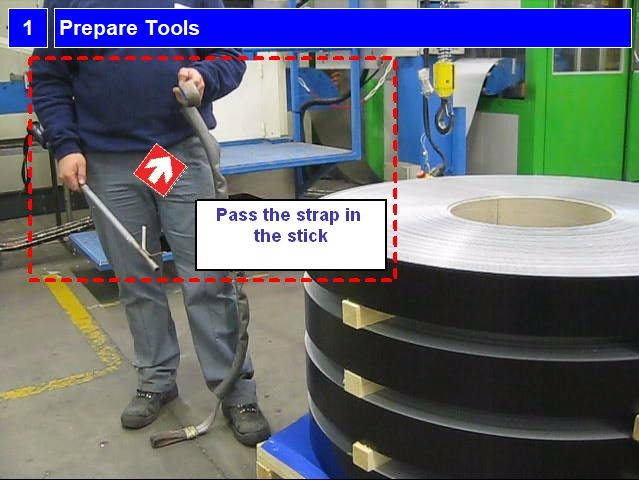 1 Prepare Tools
Pass the strap in
the stick